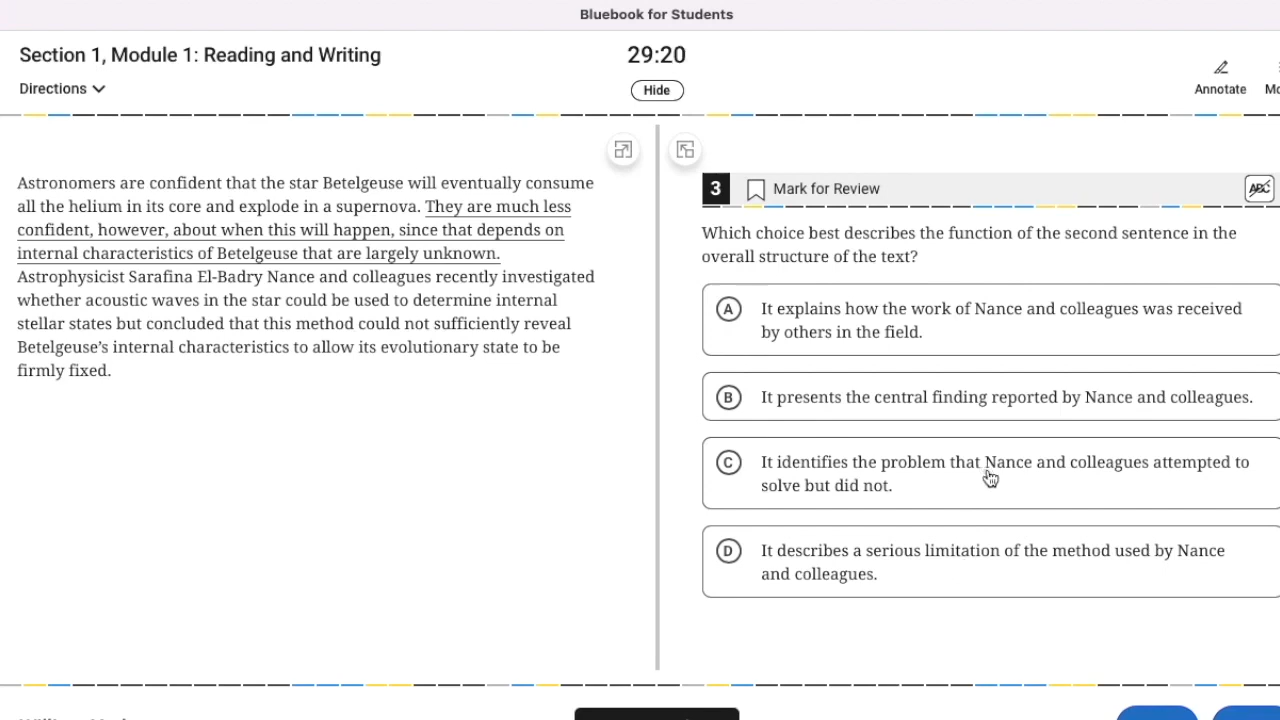 Bluebook for Students
Section 1, Module 1: Reading and Writing
29:20
Directions
Hide
Annotate
Astronomers are confident that the star Betelgeuse will eventually consume
all the helium in its core and explode in a supernova. They are much less
confident, however, about when this will happen, since that depends on
internal characteristics of Betelgeuse that are largely unknown.
Astrophysicist Sarafina El-Badry Nance and colleagues recently investigated
whether acoustic waves in the star could be used to determine internal
stellar states but concluded that this method could not sufficiently reveal
Betelgeuse’s internal characteristics to allow its evolutionary state to be
firmly fixed.
3
Mark for Review
ABC
Which choice best describes the function of the second sentence in the
overall structure of the text?
A
It explains how the work of Nance and colleagues was received
by others in the field.
B
It presents the central finding reported by Nance and colleagues.
C
It identifies the problem that Nance and colleagues attempted to
solve but did not.
D
It describes a serious limitation of the method used by Nance
and colleagues.